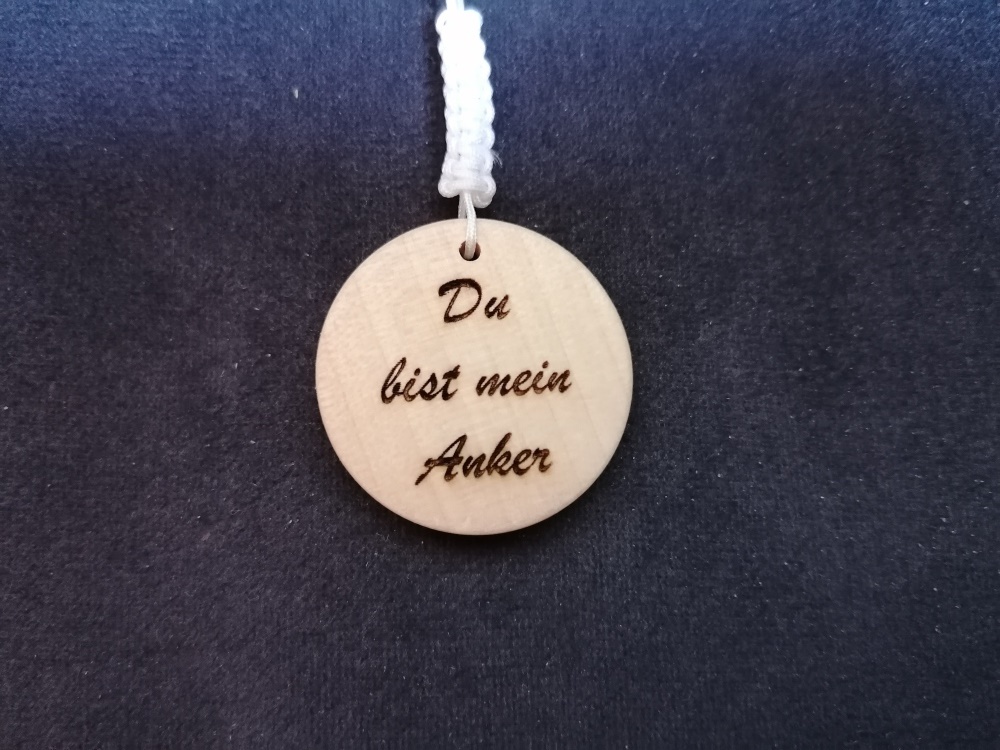 Du
bist mein
Anker